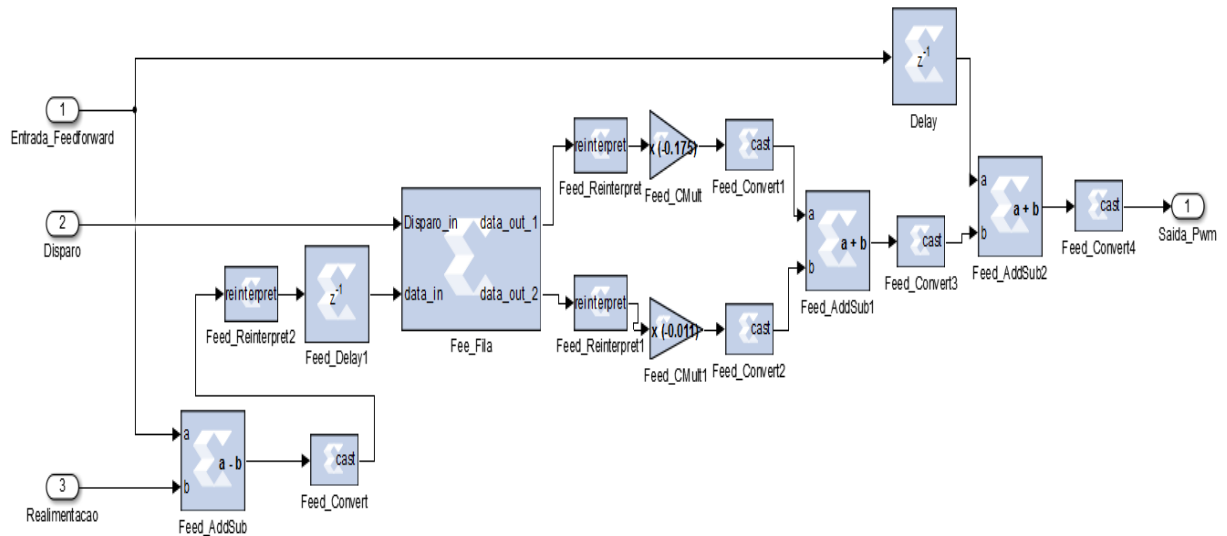 z⁻¹
Delay
1
Entrada_Feedforward
reinterpret
Feed_Reinterpret
x (-0.175)
Feed_CMult
cast
Feed_Convert1
2
Disparo
Disparo_in
data_out_1
data_in
data_out_2
Fee_Fila
reinterpret
Feed_Reinterpret2
z⁻¹
Feed_Delay1
reinterpret
Feed_Reinterpret1
x (-0.011)
Feed_CMult1
cast
Feed_Convert2
a
b
a + b
Feed_AddSub1
cast
Feed_Convert3
a
b
a + b
Feed_AddSub2
cast
Feed_Convert4
1
Saida_Pwm
a
b
a - b
Feed_AddSub
cast
Feed_Convert
3
Realimentacao